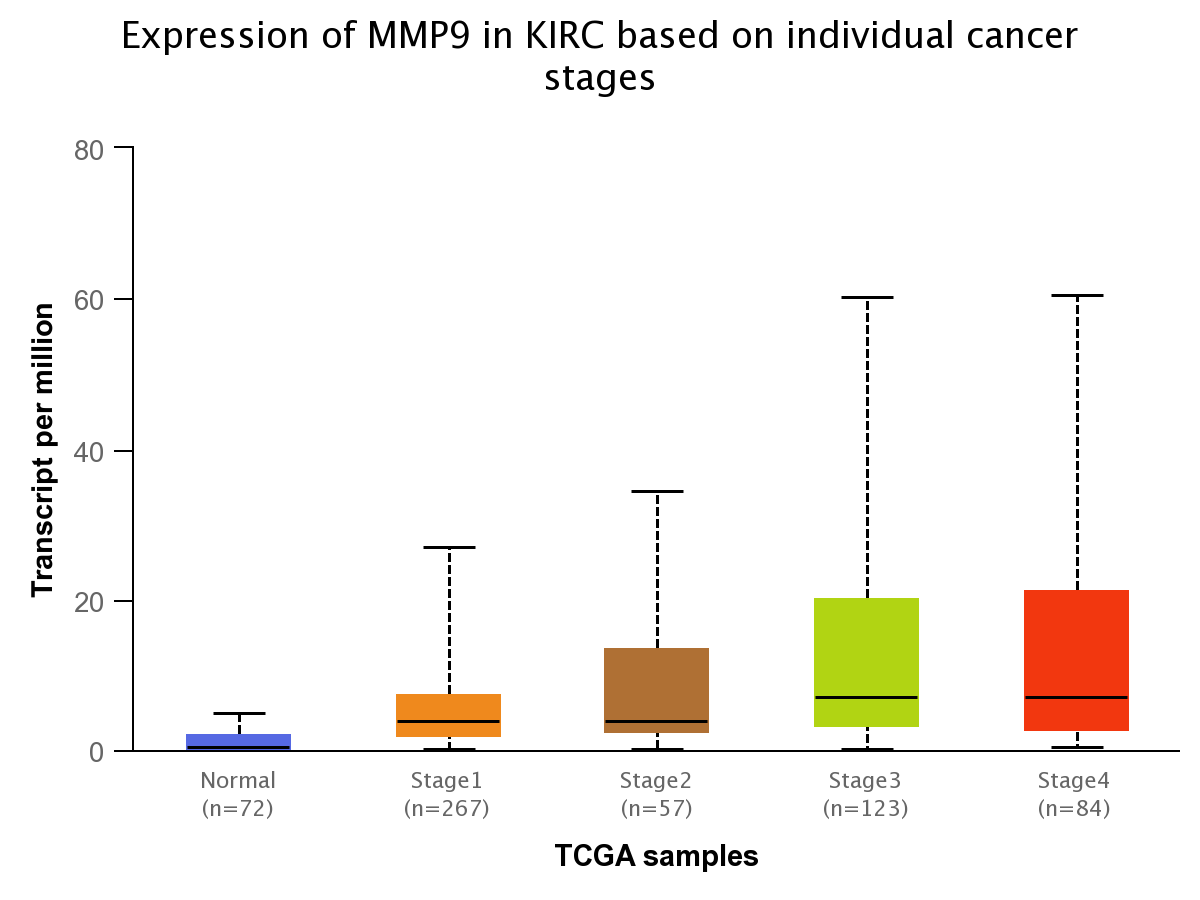 Expression of MMP9 in KIRC based on individual cancer
stages
80
60
40
20
0
Transcript per million
Normal
(n=72)
Stage1
(n=267)
Stage2
(n=57)
Stage3
(n=123)
Stage4
(n=84)
TCGA samples